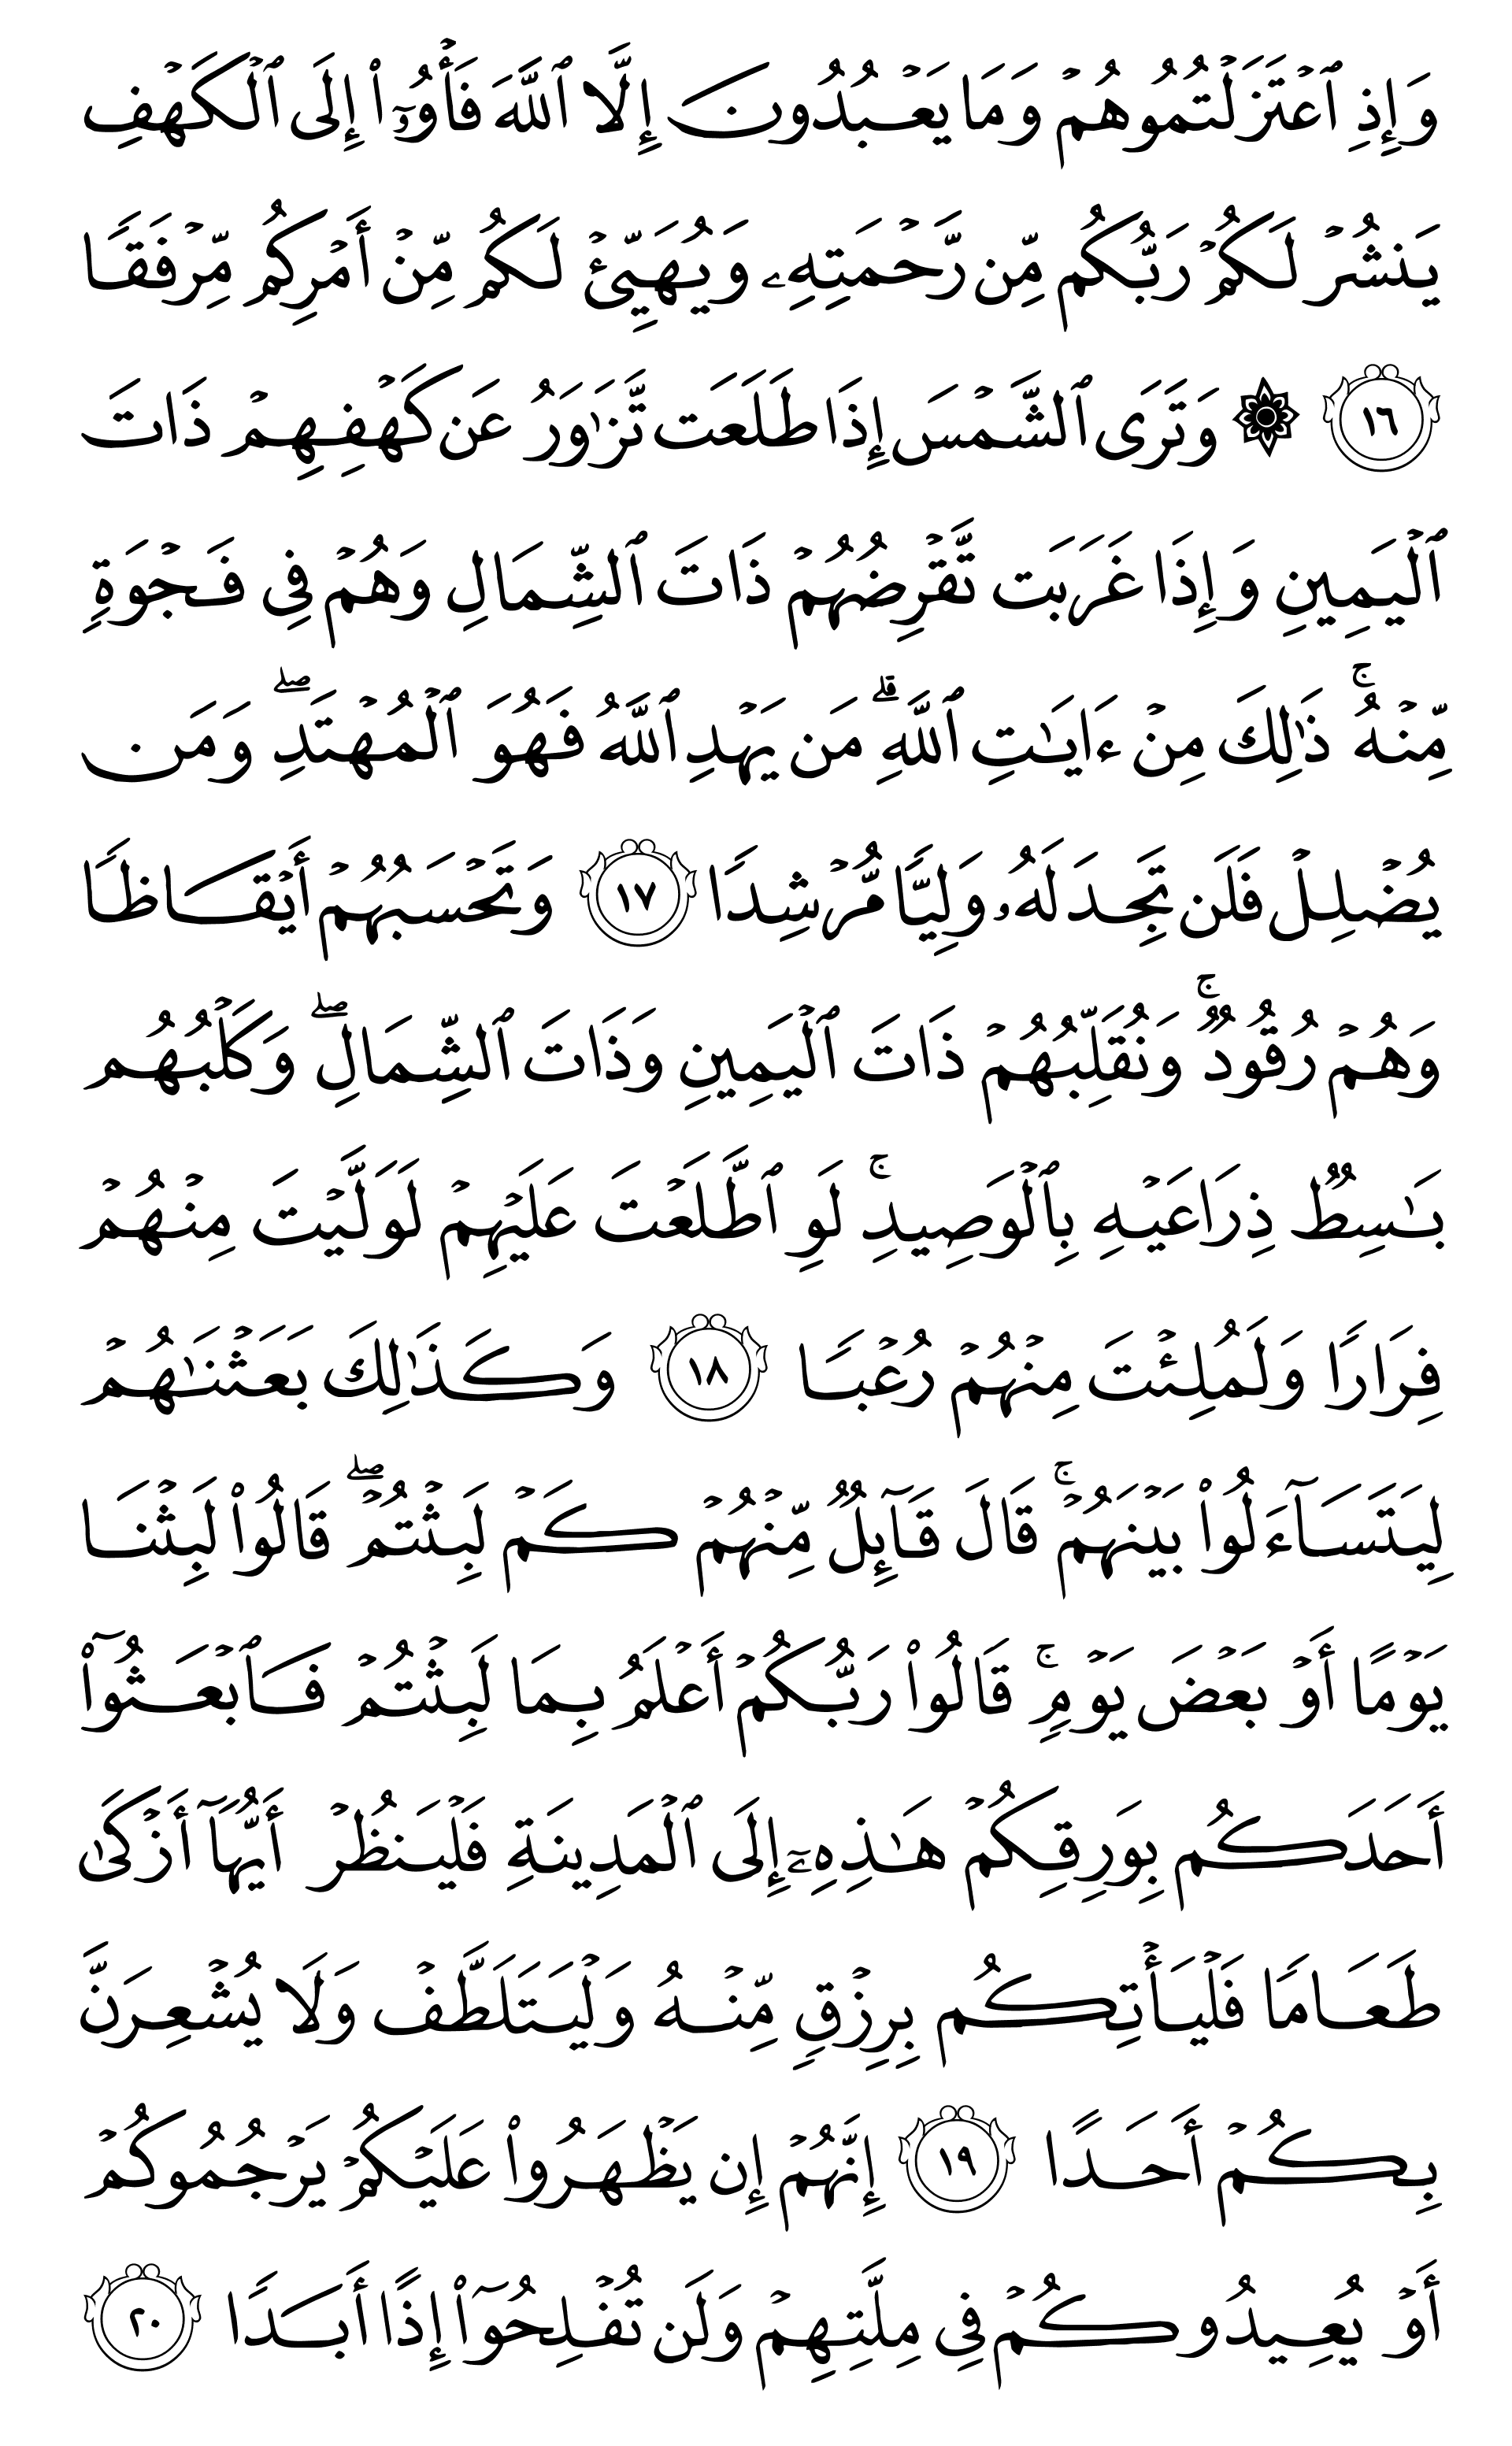 وَإِذِ ٱعۡتَزَلۡتُمُوهُمۡ وَمَا يَعۡبُدُونَ إِلَّا ٱللَّهَ فَأۡوُۥٓاْ إِلَى ٱلۡكَهۡفِ
يَنشُرۡ لَكُمۡ رَبُّكُم مِّن رَّحۡمَتِهِۦ وَيُهَيِّئۡ لَكُم مِّنۡ أَمۡرِكُم مِّرۡفَقٗا
١٦ ۞ وَتَرَى ٱلشَّمۡسَ إِذَا طَلَعَت تَّزَٰوَرُ عَن كَهۡفِهِمۡ ذَاتَ
ٱلۡيَمِينِ وَإِذَا غَرَبَت تَّقۡرِضُهُمۡ ذَاتَ ٱلشِّمَالِ وَهُمۡ فِي فَجۡوَةٖ
مِّنۡهُۚ ذَٰلِكَ مِنۡ ءَايَٰتِ ٱللَّهِۗ مَن يَهۡدِ ٱللَّهُ فَهُوَ ٱلۡمُهۡتَدِۖ وَمَن
يُضۡلِلۡ فَلَن تَجِدَ لَهُۥ وَلِيّٗا مُّرۡشِدٗا ١٧ وَتَحۡسَبُهُمۡ أَيۡقَاظٗا
وَهُمۡ رُقُودٞۚ وَنُقَلِّبُهُمۡ ذَاتَ ٱلۡيَمِينِ وَذَاتَ ٱلشِّمَالِۖ وَكَلۡبُهُم
بَٰسِطٞ ذِرَاعَيۡهِ بِٱلۡوَصِيدِۚ لَوِ ٱطَّلَعۡتَ عَلَيۡهِمۡ لَوَلَّيۡتَ مِنۡهُمۡ
فِرَارٗا وَلَمُلِئۡتَ مِنۡهُمۡ رُعۡبٗا ١٨ وَكَذَٰلِكَ بَعَثۡنَٰهُمۡ
لِيَتَسَآءَلُواْ بَيۡنَهُمۡۚ قَالَ قَآئِلٞ مِّنۡهُمۡ كَمۡ لَبِثۡتُمۡۖ قَالُواْ لَبِثۡنَا
يَوۡمًا أَوۡ بَعۡضَ يَوۡمٖۚ قَالُواْ رَبُّكُمۡ أَعۡلَمُ بِمَا لَبِثۡتُمۡ فَٱبۡعَثُوٓاْ
أَحَدَكُم بِوَرِقِكُمۡ هَٰذِهِۦٓ إِلَى ٱلۡمَدِينَةِ فَلۡيَنظُرۡ أَيُّهَآ أَزۡكَىٰ
طَعَامٗا فَلۡيَأۡتِكُم بِرِزۡقٖ مِّنۡهُ وَلۡيَتَلَطَّفۡ وَلَا يُشۡعِرَنَّ
بِكُمۡ أَحَدًا ١٩ إِنَّهُمۡ إِن يَظۡهَرُواْ عَلَيۡكُمۡ يَرۡجُمُوكُمۡ
أَوۡ يُعِيدُوكُمۡ فِي مِلَّتِهِمۡ وَلَن تُفۡلِحُوٓاْ إِذًا أَبَدٗا ٢٠